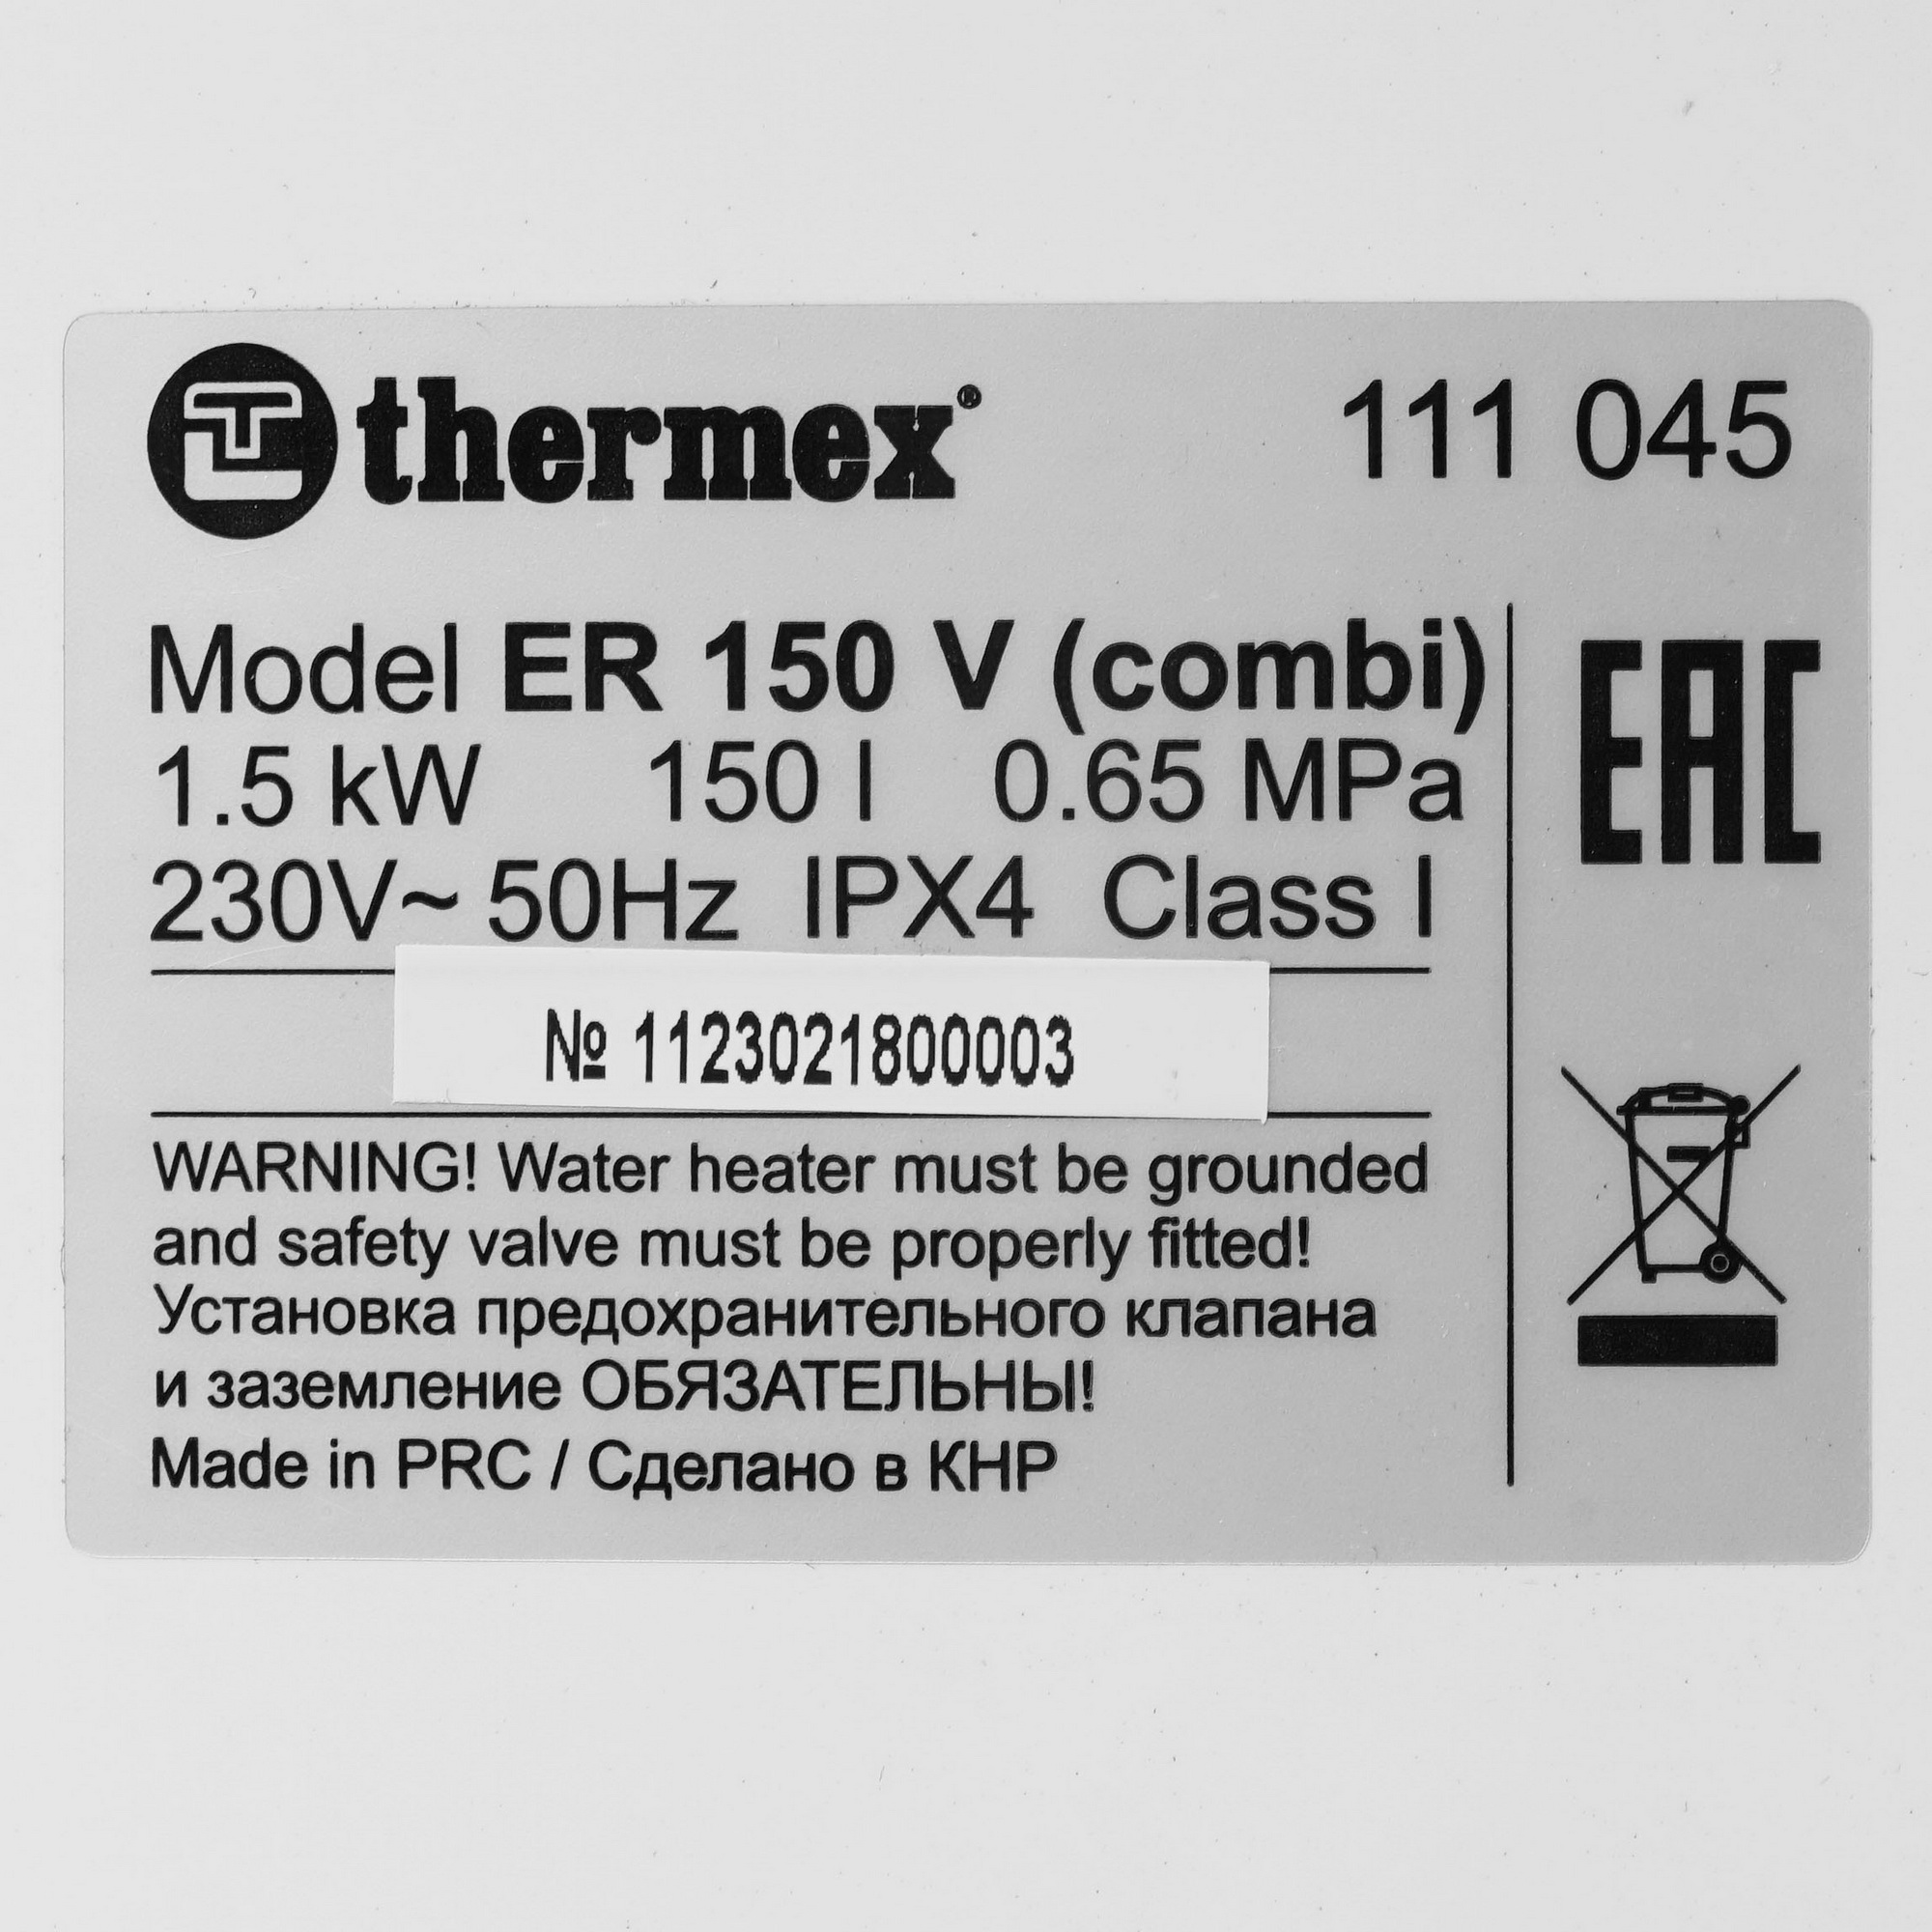 thermex®
111 045
Model ER 150 V (combi)
1.5 kW 150 l 0.65 MPa
230V~ 50Hz IPX4 Class I
EAC
№ 1123021800003
WARNING! Water heater must be grounded
and safety valve must be properly fitted!
Установка предохранительного клапана
и заземление ОБЯЗАТЕЛЬНЫ!
Made in PRC / Сделано в КНР